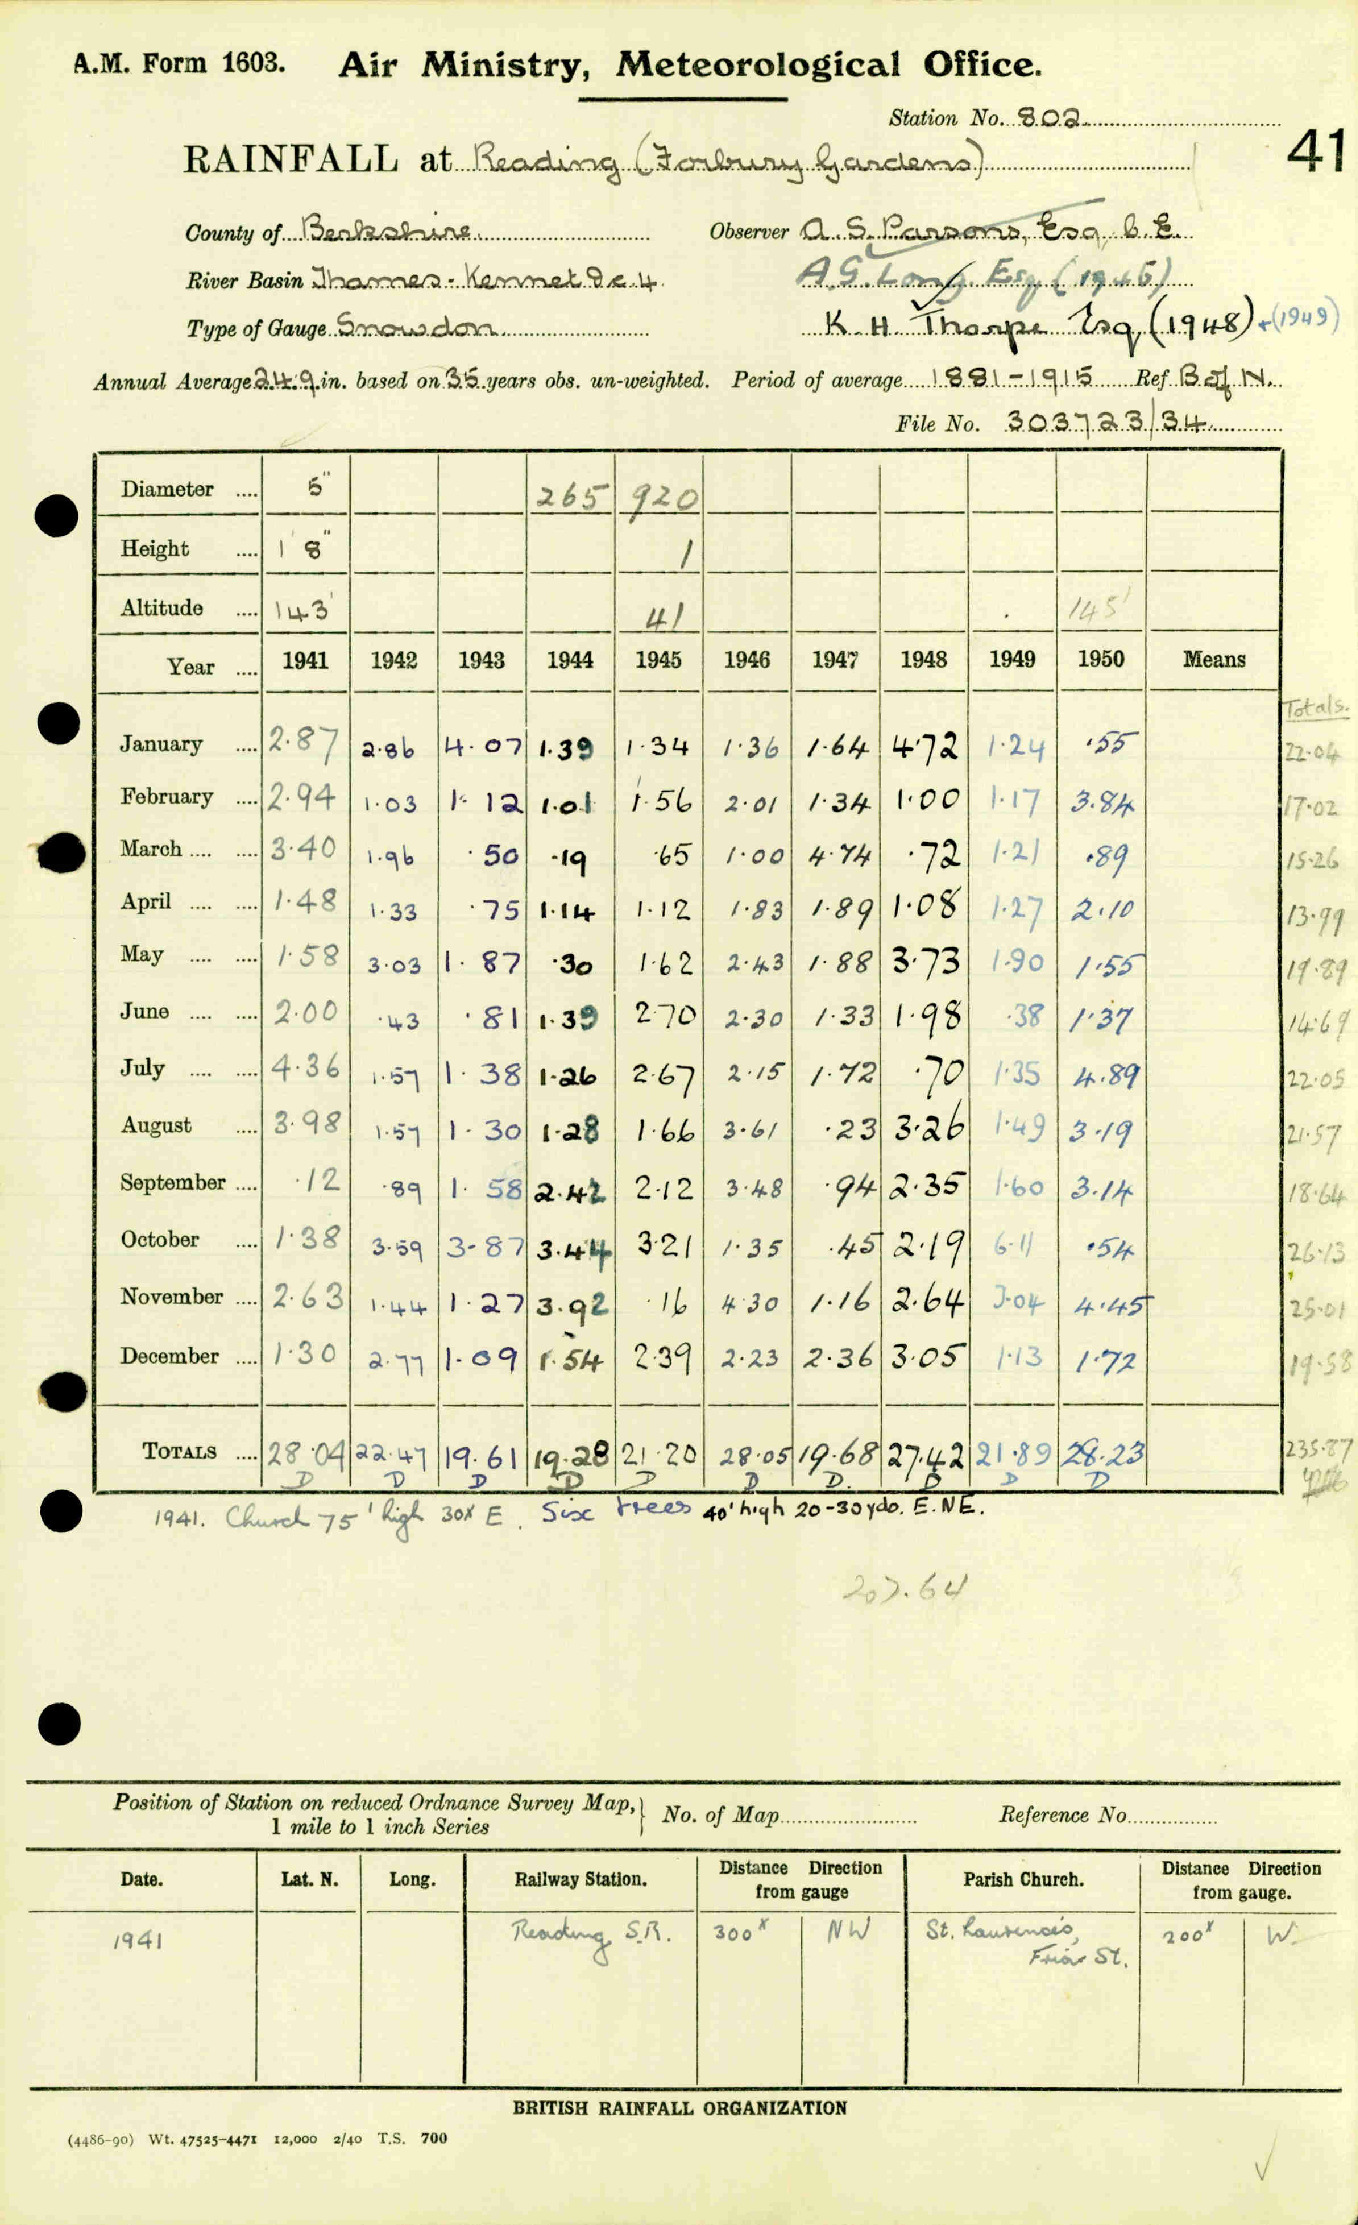 A.M. Form 1603. Air Ministry, Meteorological Office.
Station No. 802
41
RAINFALL at Reading (Forbury Gardens)
County of Berkshire Observer A. S. Parsons, Esq, C. E.
River Basin Thames - Kennet &c. 4. A.G. Long. Esq (1946)
Type of Gauge Snowdon K. H. Thorpe Esq, (1948) + (1949)
Annual Average 24.9 in. based on 35 years obs. un-weighted. Period of average 1881-1915 Ref B of N.
File No. 303723/34
Diameter .... 5" 265 920
Height .... 1' 8" 1
Altitude .... 143' 41 145'
Year .... 1941 1942 1943 1944 1945 1946 1947 1948 1949 1950 Means
Totals.
January .... 2.87 2.86 4.07 1.39 1.34 1.36 1.64 4.72 1.24 .55 22.04
February .... 2.94 1.03 1.12 1.01 1.56 2.01 1.34 1.00 1.17 3.84 17.02
March .... .... 3.40 1.96 .50 .19 .65 1.00 4.74 .72 1.21 .89 15.26
April .... .... 1.48 1.33 .75 1.14 1.12 1.83 1.89 1.08 1.27 2.10 13.99
May .... .... 1.58 3.03 1.87 .30 1.62 2.43 1.88 3.73 1.90 1.55 19.89
June .... .... 2.00 .43 .81 1.39 2.70 2.30 1.33 1.98 .38 1.37 14.69
July .... .... 4.36 1.57 1.38 1.26 2.67 2.15 1.72 .70 1.35 4.89 22.05
August .... 3.98 1.57 1.30 1.28 1.66 3.61 .23 3.26 1.49 3.19 21.57
September .... .12 .89 1.58 2.42 2.12 3.48 .94 2.35 1.60 3.14 18.64
October .... 1.38 3.59 3.87 3.44 3.21 1.35 .45 2.19 6.11 .54 26.13
November .... 2.63 1.44 1.27 3.92 .16 4.30 1.16 2.64 3.04 4.45 25.01
December .... 1.30 2.77 1.09 1.54 2.39 2.23 2.36 3.05 1.13 1.72 19.58
TOTALS .... 28.04 22.47 19.61 19.28 21.20 28.05 19.68 27.42 21.89 28.23 235.87
D D D D D D D. D D D
1941. Church 75' high 30x E. Six trees 40' high 20-30 yds. E. NE.
207.64
Position of Station on reduced Ordnance Survey Map, } No. of Map Reference No.
1 mile to 1 inch Series
Date. Lat. N. Long. Railway Station. Distance Direction from gauge Parish Church. Distance Direction from gauge.
1941 Reading S.R. 300x NW St. Laurence's, 200x W.
Friar St.
BRITISH RAINFALL ORGANIZATION
(4486-90) Wt. 47525-4471 12,000 2/40 T.S. 700